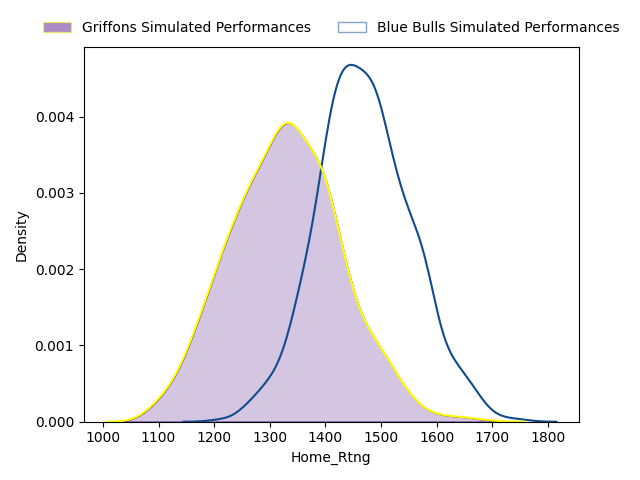 Griffons Simulated Performances
Blue Bulls Simulated Performances
Density
0.004
0.003
0.002
0.001
0.000
1000 1100 1200 1300 1400 1500 1600 1700 1800
Home_Rtng